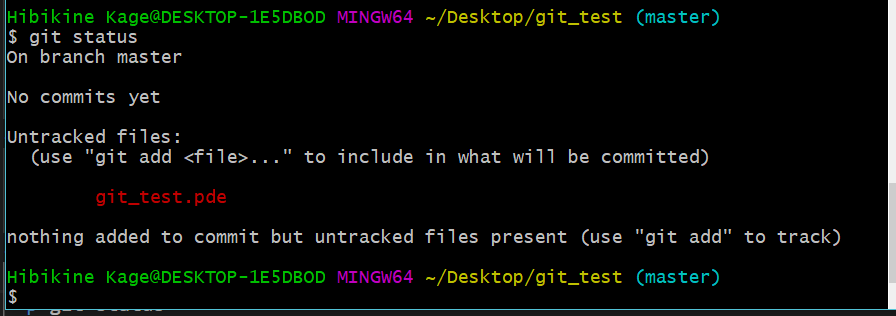 Hibikine Kage@DESKTOP-1E5DBOD MINGW64 ~/Desktop/git_test (master)
$ git status
On branch master
No commits yet
Untracked files:
(use "git add <file>..." to include in what will be committed)
git_test.pde
nothing added to commit but untracked files present (use "git add" to track)
Hibikine Kage@DESKTOP-1E5DBOD MINGW64 ~/Desktop/git_test (master)
$